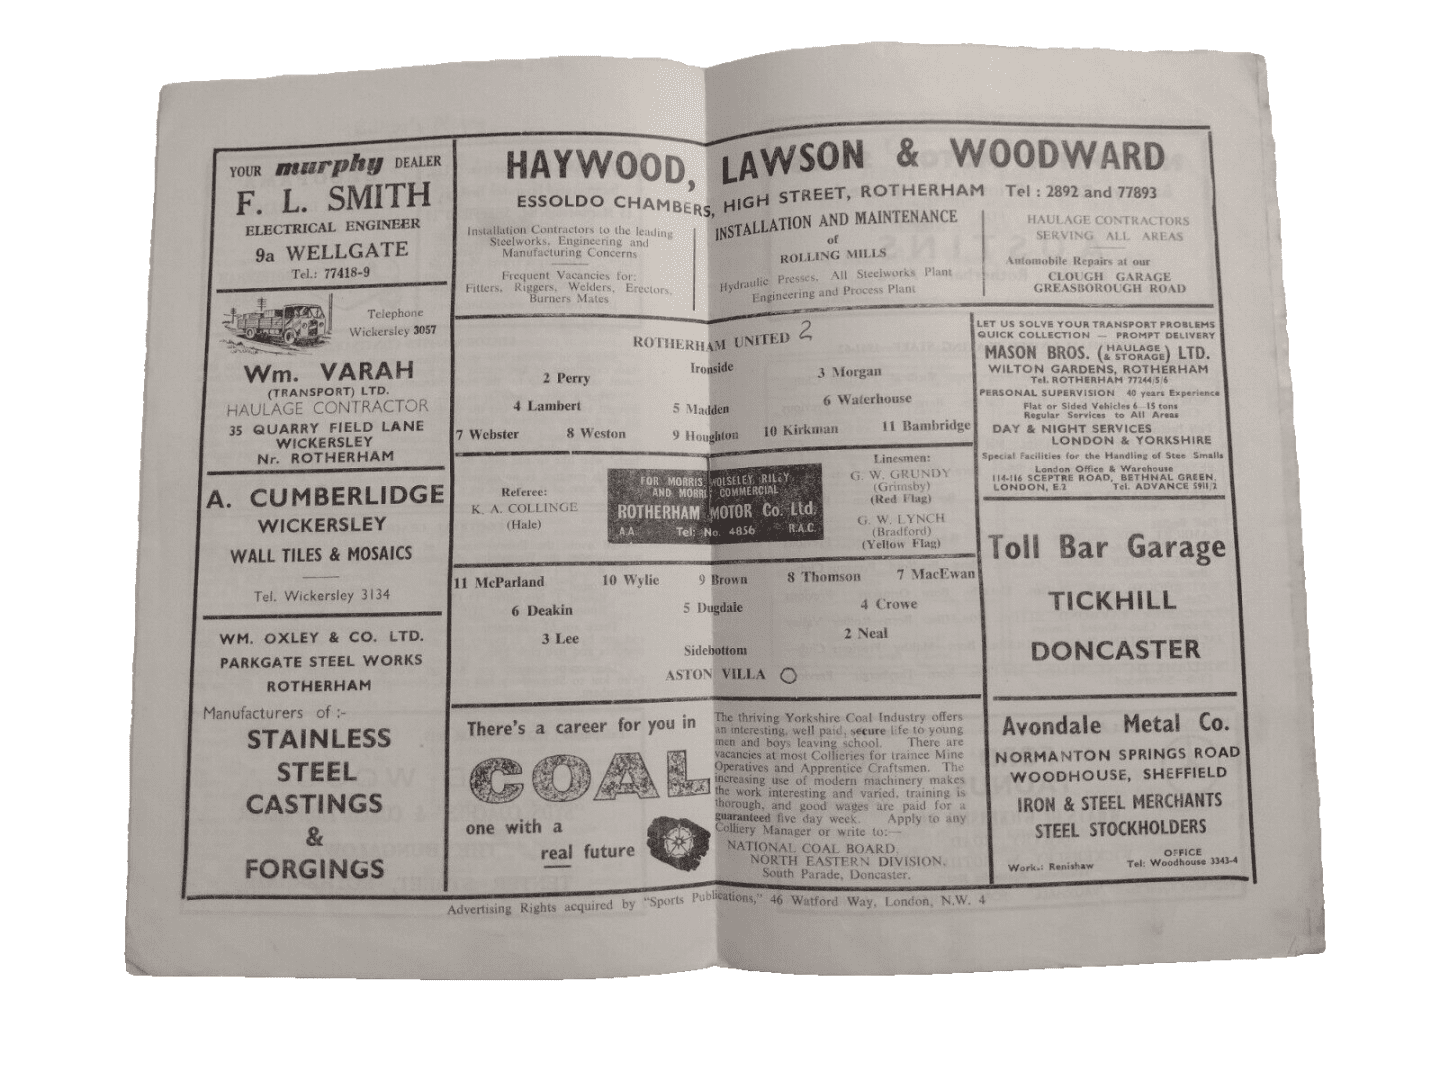 YOUR murphy DEALER
F. L. SMITH
ELECTRICAL ENGINEER
9a WELLGATE
Tel.: 77418-9
Telephone
Wickersley 3057
Wm. VARAH
(TRANSPORT) LTD.
HAULAGE CONTRACTOR
35 QUARRY FIELD LANE
WICKERSLEY
Nr. ROTHERHAM
A. CUMBERLIDGE
WICKERSLEY
WALL TILES & MOSAICS
Tel. Wickersley 3134
WM. OXLEY & CO. LTD.
PARKGATE STEEL WORKS
ROTHERHAM
Manufacturers of :-
STAINLESS
STEEL
CASTINGS
&
FORGINGS
HAYWOOD, LAWSON & WOODWARD
ESSOLDO CHAMBERS, HIGH STREET, ROTHERHAM Tel : 2892 and 77893
Installation Contractors to the leading
Steelworks, Engineering and
Manufacturing Concerns
Frequent Vacancies for:
Fitters, Riggers, Welders, Erectors,
Burners Mates
INSTALLATION AND MAINTENANCE
of
ROLLING MILLS
Hydraulic Presses, All Steelworks Plant
Engineering and Process Plant
HAULAGE CONTRACTORS
SERVING ALL AREAS
Automobile Repairs at our
CLOUGH GARAGE
GREASBOROUGH ROAD
ROTHERHAM UNITED 2
Ironside
2 Perry 3 Morgan
4 Lambert 5 Madden 6 Waterhouse
7 Webster 8 Weston 9 Houghton 10 Kirkman 11 Bambridge
Referee:
K. A. COLLINGE
(Hale)
FOR MORRIS, WOLSELEY, RILEY
AND MORRIS COMMERCIAL
ROTHERHAM MOTOR Co. Ltd.
A.A. Tel: No. 4856 R.A.C.
Linesmen:
G. W. GRUNDY
(Grimsby)
(Red Flag)
G. W. LYNCH
(Bradford)
(Yellow Flag)
11 McParland 10 Wylie 9 Brown 8 Thomson 7 MacEwan
6 Deakin 5 Dugdale 4 Crowe
3 Lee 2 Neal
Sidebottom
ASTON VILLA O
There's a career for you in
COAL
one with a
real future
The thriving Yorkshire Coal Industry offers
an interesting, well paid, secure life to young
men and boys leaving school. There are
vacancies at most Collieries for trainee Mine
Operatives and Apprentice Craftsmen. The
increasing use of modern machinery makes
the work interesting and varied, training is
thorough, and good wages are paid for a
guaranteed five day week. Apply to any
Colliery Manager or write to:—
NATIONAL COAL BOARD,
NORTH EASTERN DIVISION,
South Parade, Doncaster.
LET US SOLVE YOUR TRANSPORT PROBLEMS
QUICK COLLECTION — PROMPT DELIVERY
MASON BROS. (HAULAGE & STORAGE) LTD.
WILTON GARDENS, ROTHERHAM
Tel. ROTHERHAM 77244/5/6
PERSONAL SUPERVISION 40 years Experience
Flat or Sided Vehicles 6—15 tons
Regular Services to All Areas
DAY & NIGHT SERVICES
LONDON & YORKSHIRE
Special Facilities for the Handling of Stee Smalls
London Office & Warehouse
114-116 SCEPTRE ROAD, BETHNAL GREEN,
LONDON, E.2 Tel. ADVANCE 5911/2
Toll Bar Garage
TICKHILL
DONCASTER
Avondale Metal Co.
NORMANTON SPRINGS ROAD
WOODHOUSE, SHEFFIELD
IRON & STEEL MERCHANTS
STEEL STOCKHOLDERS
OFFICE
Work.: Renishaw Tel: Woodhouse 3343-4
Advertising Rights acquired by "Sports Publications," 46 Watford Way, London, N.W. 4